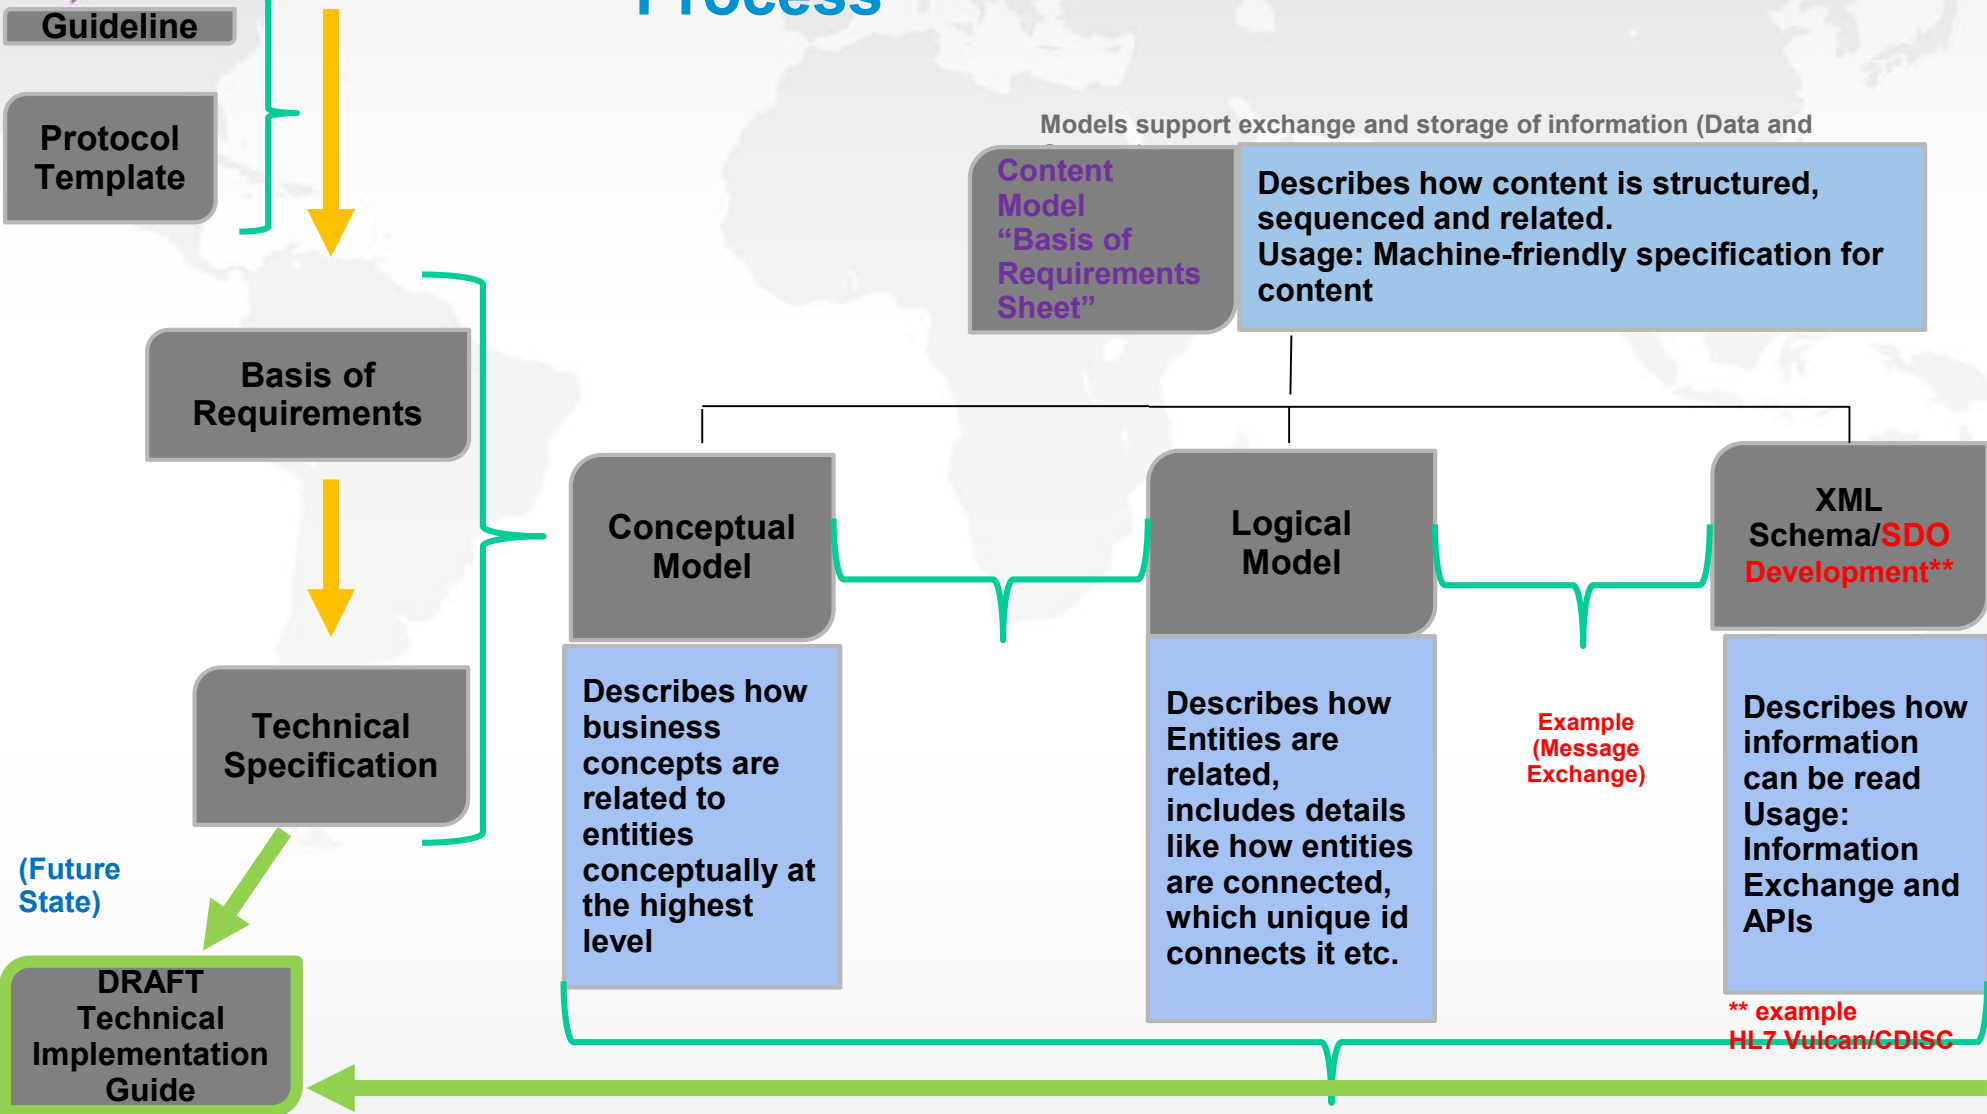 Process
Guideline
Protocol
Template
Models support exchange and storage of information (Data and
Content
Model
“Basis of
Requirements
Sheet”
Describes how content is structured,
sequenced and related.
Usage: Machine-friendly specification for
content
Basis of
Requirements
Technical
Specification
(Future
State)
DRAFT
Technical
Implementation
Guide
Conceptual
Model
Describes how
business
concepts are
related to
entities
conceptually at
the highest
level
Logical
Model
Describes how
Entities are
related,
includes details
like how entities
are connected,
which unique id
connects it etc.
Example
(Message
Exchange)
XML
Schema/SDO
Development**
Describes how
information
can be read
Usage:
Information
Exchange and
APIs
** example
HL7 Vulcan/CDISC